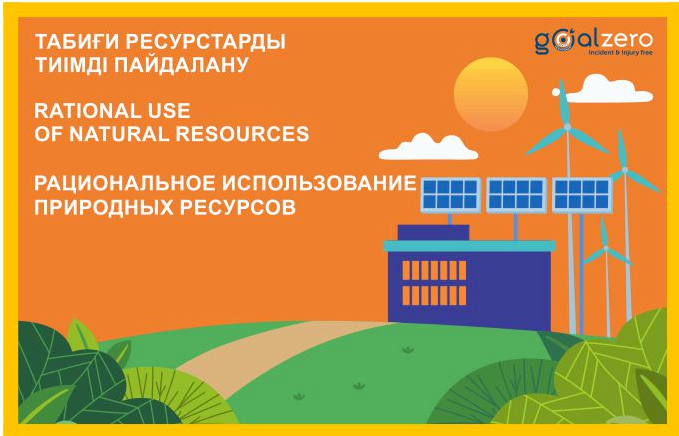 ТАБИҒИ РЕСУРСТАРДЫ
ТИІМДІ ПАЙДАЛАНУ
RATIONAL USE
OF NATURAL RESOURCES
РАЦИОНАЛЬНОЕ ИСПОЛЬЗОВАНИЕ
ПРИРОДНЫХ РЕСУРСОВ
goalzero
Incident & Injury free